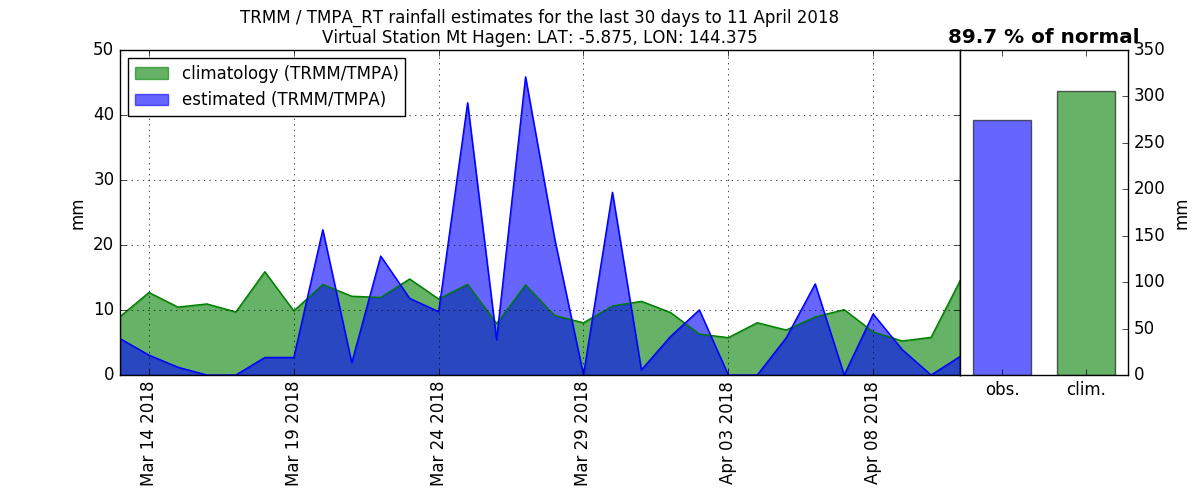 TRMM / TMPA_RT rainfall estimates for the last 30 days to 11 April 2018
Virtual Station Mt Hagen: LAT: -5.875, LON: 144.375
89.7 % of normal
climatology (TRMM/TMPA)
estimated (TRMM/TMPA)
50
40
30
20
10
0
mm
Mar 14 2018
Mar 19 2018
Mar 24 2018
Mar 29 2018
Apr 03 2018
Apr 08 2018
350
300
250
200
150
100
50
0
mm
obs.
clim.